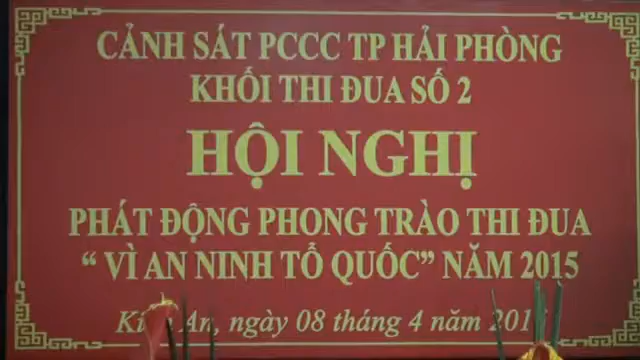 CẢNH SÁT PCCC TP HẢI PHÒNG
KHỐI THI ĐUA SỐ 2
HỘI NGHỊ
PHÁT ĐỘNG PHONG TRÀO THI ĐUA
“ VÌ AN NINH TỔ QUỐC” NĂM 2015
An, ngày 08 tháng 4 năm